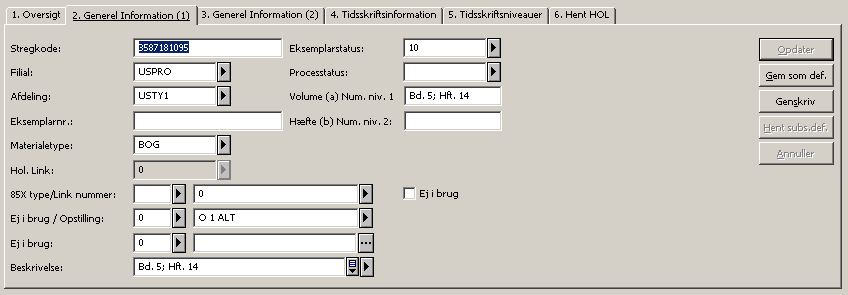 1. Oversigt 2. Generel Information (1) 3. Generel Information (2) 4. Tidsskriftsinformation 5. Tidsskriftsniveauer 6. Hent HOL
Stregkode: 3587181095 Eksemplarstatus: 10 Opdater
Filial: USPRO Processtatus: Gem som def.
Afdeling: USTY1 Volume (a) Num. niv. 1 Bd. 5; Hft. 14 Genskriv
Eksemplarnr.: Hæfte (b) Num. niv. 2: Hent subs.def.
Materialetype: BOG Annuller
Hol. Link: 0
85X type/Link nummer: 0 Ej i brug
Ej i brug / Opstilling: 0 O 1 ALT
Ej i brug: 0 ...
Beskrivelse: Bd. 5; Hft. 14